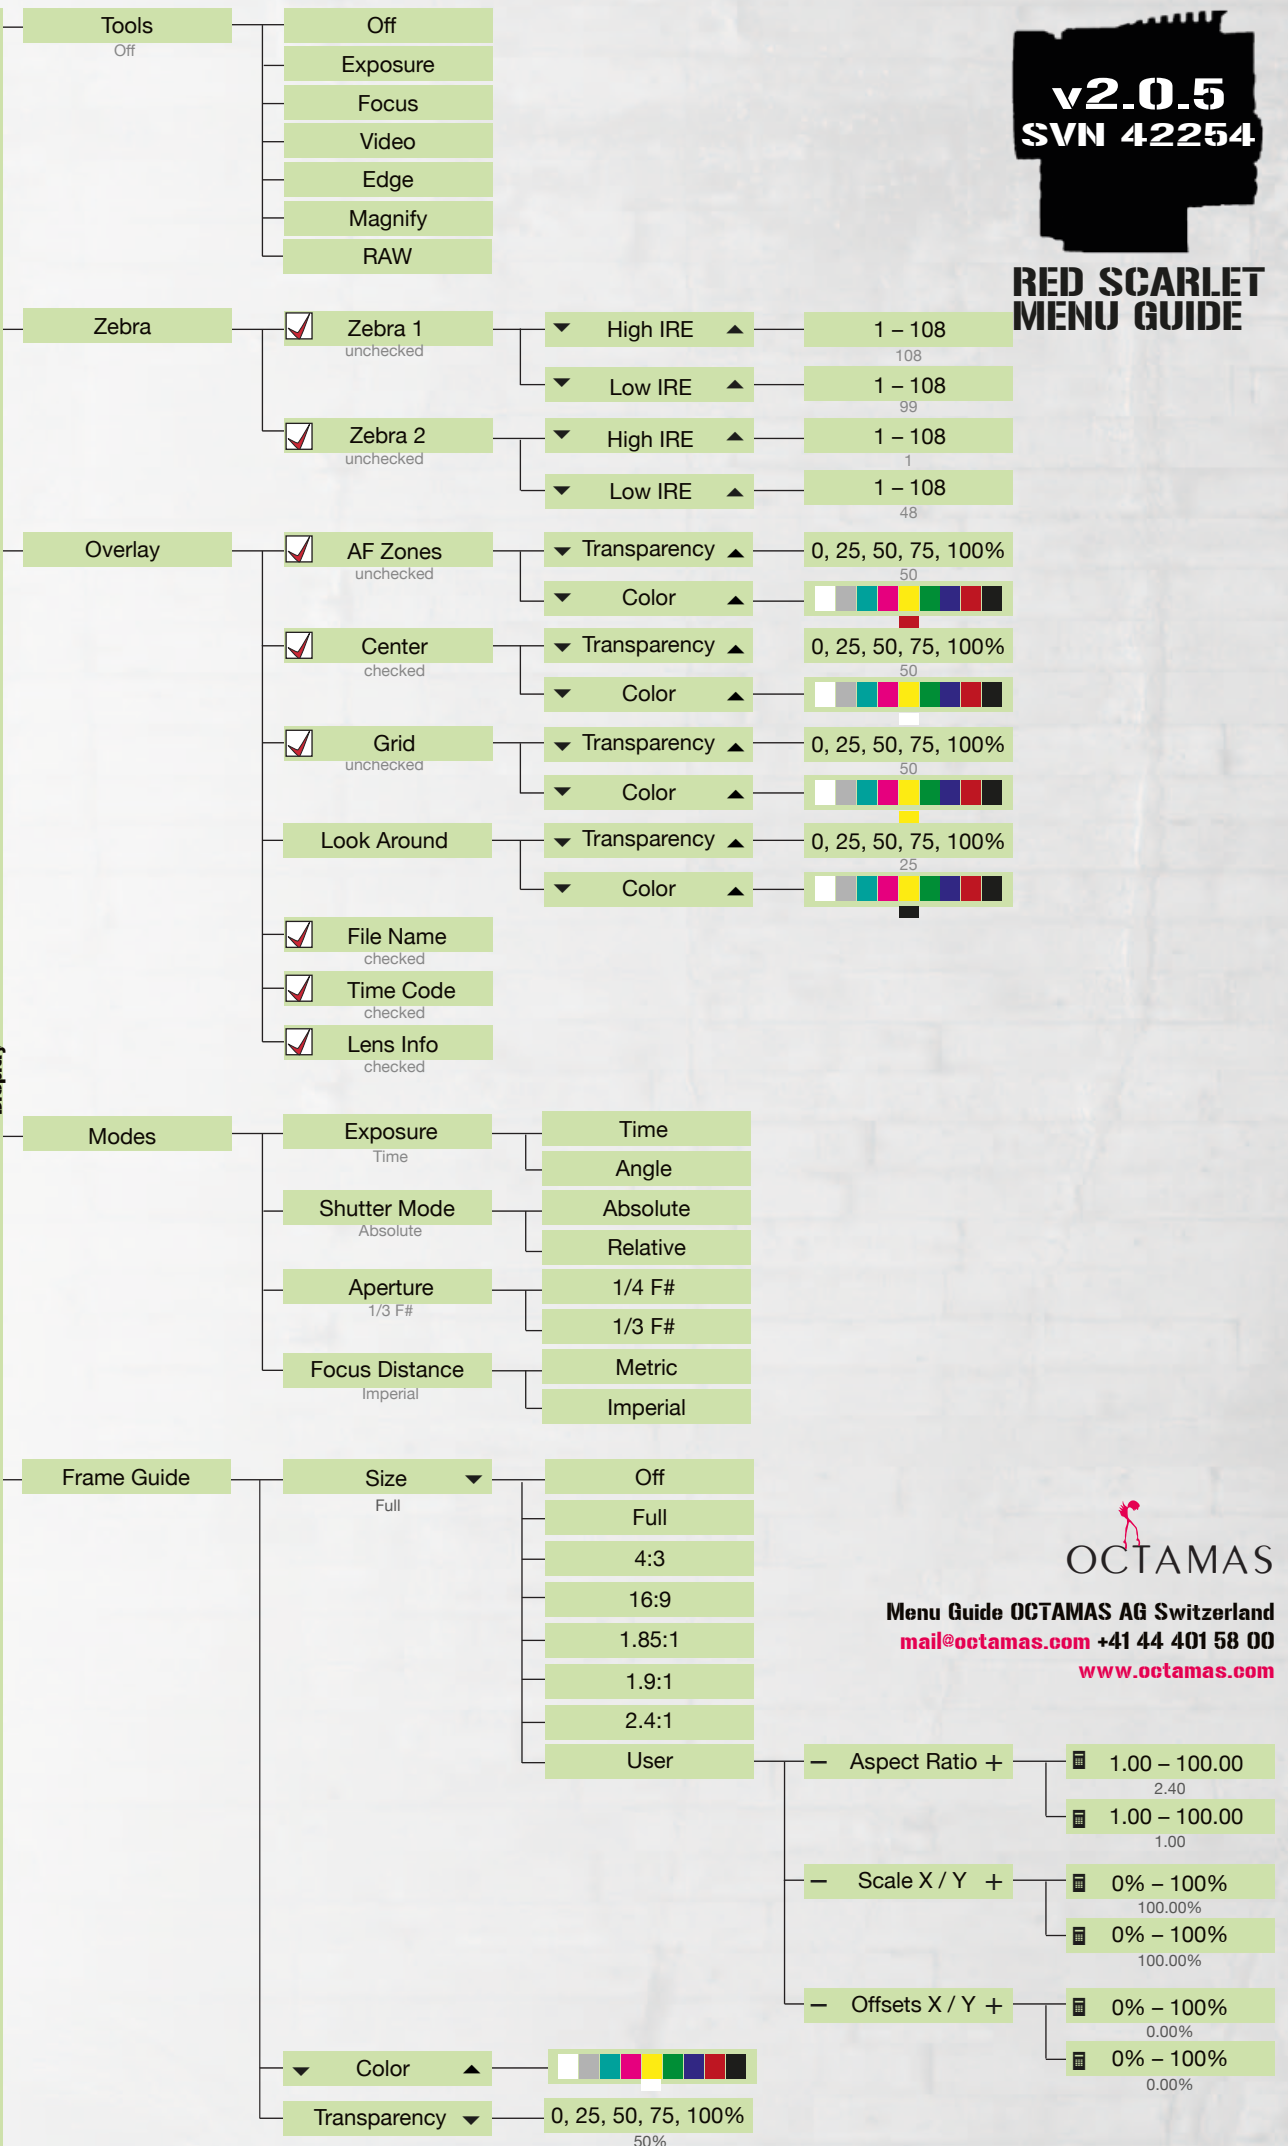 Tools
Off
Off
Exposure
Focus
Video
Edge
Magnify
RAW
v2.0.5
SVN 42254
RED SCARLET
MENU GUIDE
Zebra
Zebra 1
unchecked
High IRE
1 – 108
108
Low IRE
1 – 108
99
Zebra 2
unchecked
High IRE
1 – 108
1
Low IRE
1 – 108
48
Overlay
AF Zones
unchecked
Transparency
0, 25, 50, 75, 100%
50
Color
Center
checked
Transparency
0, 25, 50, 75, 100%
50
Color
Grid
unchecked
Transparency
0, 25, 50, 75, 100%
50
Color
Look Around
Transparency
0, 25, 50, 75, 100%
25
Color
File Name
checked
Time Code
checked
Lens Info
checked
Modes
Exposure
Time
Time
Angle
Shutter Mode
Absolute
Absolute
Relative
Aperture
1/3 F#
1/4 F#
1/3 F#
Focus Distance
Imperial
Metric
Imperial
Frame Guide
Size
Full
Off
Full
4:3
16:9
1.85:1
1.9:1
2.4:1
User
OCTAMAS
Menu Guide OCTAMAS AG Switzerland
mail@octamas.com +41 44 401 58 00
www.octamas.com
Aspect Ratio
1.00 – 100.00
2.40
1.00 – 100.00
1.00
Scale X / Y
0% – 100%
100.00%
0% – 100%
100.00%
Offsets X / Y
0% – 100%
0.00%
0% – 100%
0.00%
Color
Transparency
0, 25, 50, 75, 100%
50%